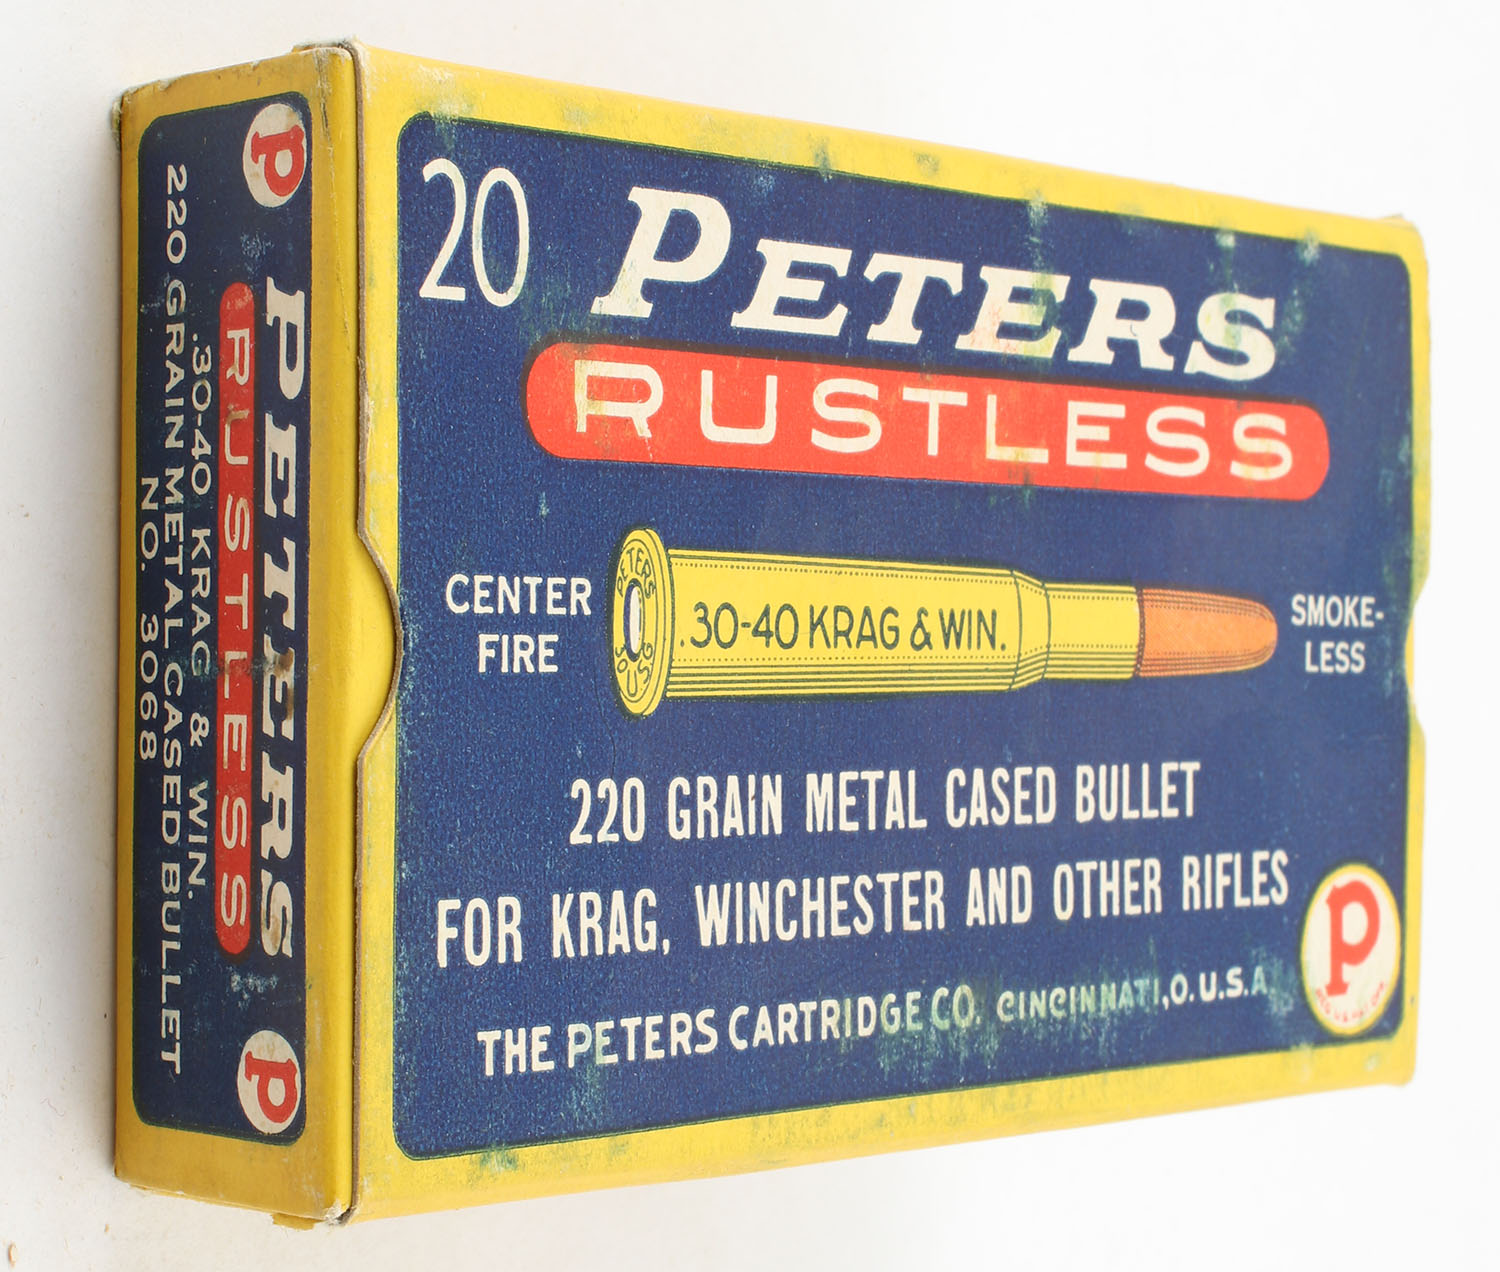 20 PETERS
RUSTLESS
CENTER
FIRE
PETERS
30 U.S.G.
.30-40 KRAG & WIN.
SMOKE-
LESS
220 GRAIN METAL CASED BULLET
FOR KRAG, WINCHESTER AND OTHER RIFLES
THE PETERS CARTRIDGE CO. CINCINNATI, O. U.S.A.
P
P
PETERS
RUSTLESS
.30-40 KRAG & WIN.
220 GRAIN METAL CASED BULLET
NO. 3068
P